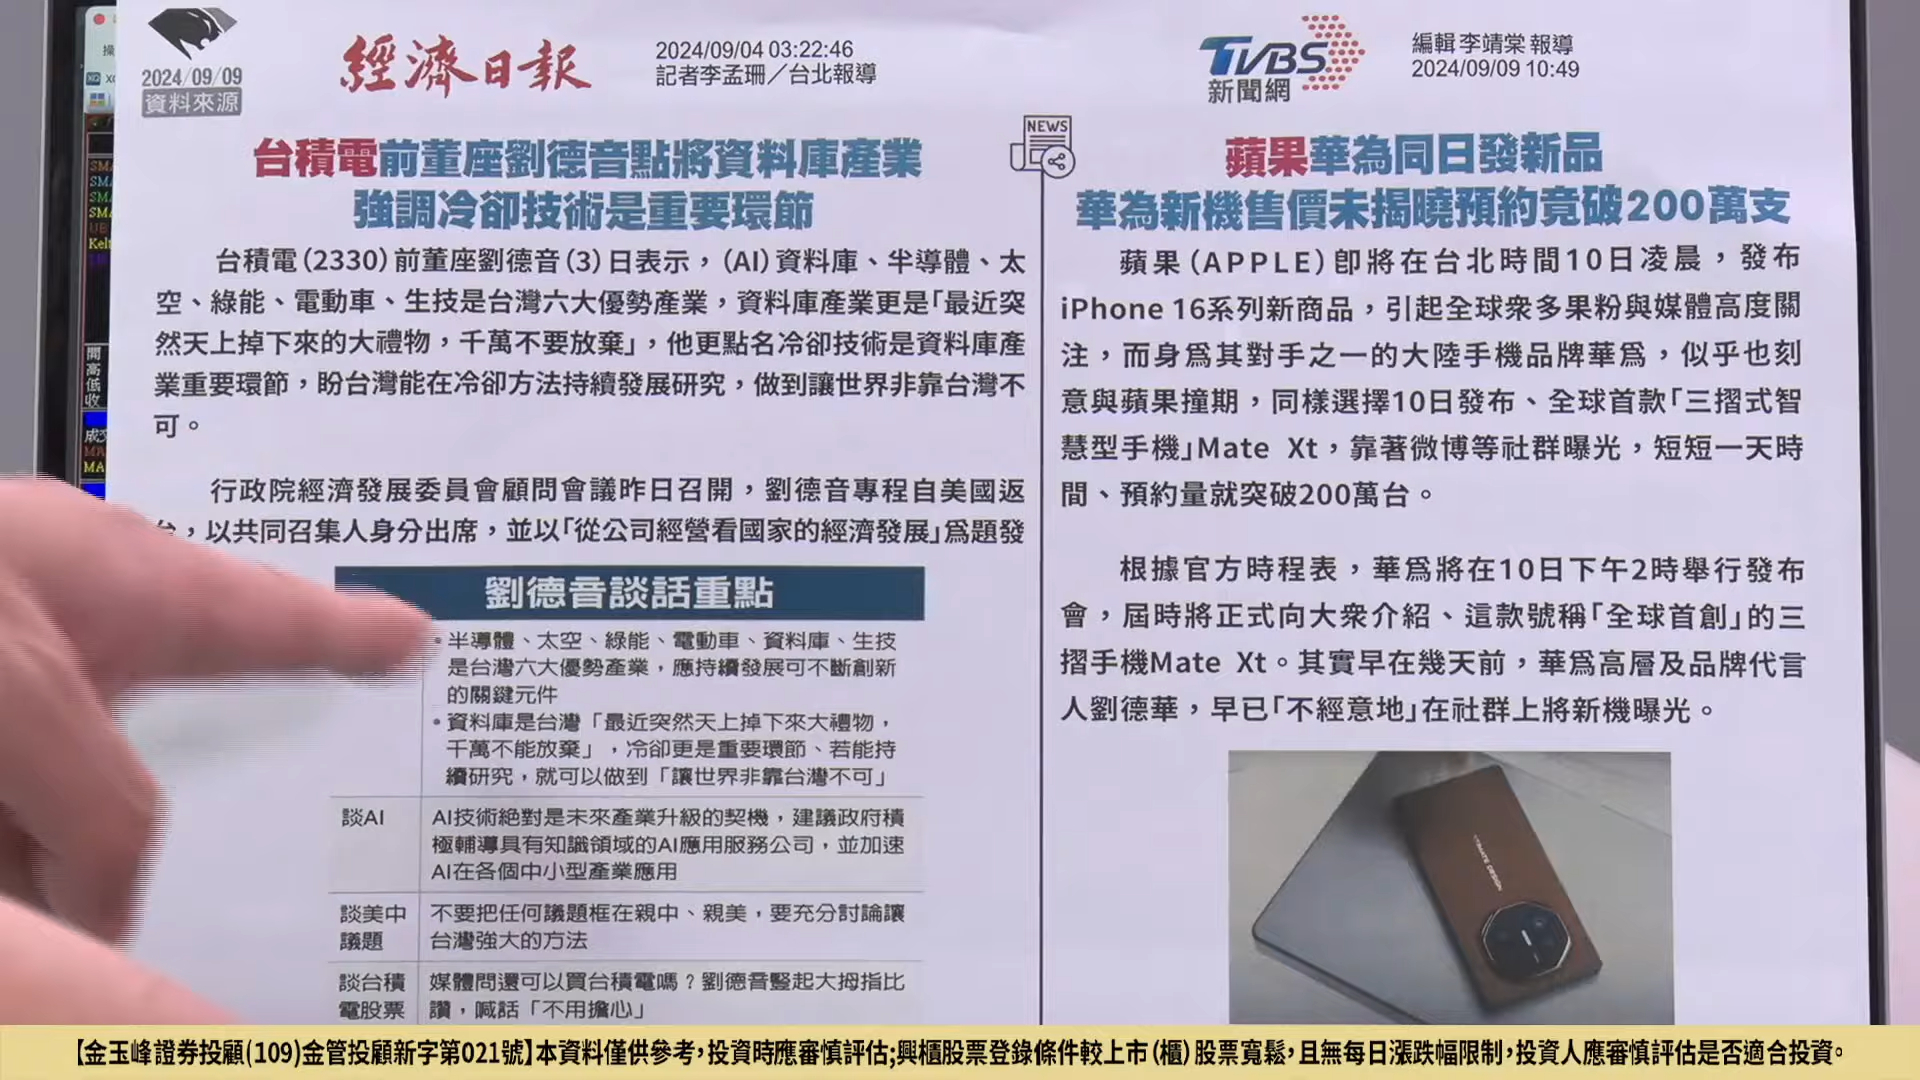 2024/09/09
資料來源
經濟日報
2024/09/04 03:22:46
記者李孟珊／台北報導
台積電前董座劉德音點將資料庫產業
強調冷卻技術是重要環節
台積電(2330)前董座劉德音(3)日表示，(AI)資料庫、半導體、太
空、綠能、電動車、生技是台灣六大優勢產業，資料庫產業更是「最近突
然天上掉下來的大禮物，千萬不要放棄」，他更點名冷卻技術是資料庫產
業重要環節，盼台灣能在冷卻方法持續發展研究，做到讓世界非靠台灣不
可。
行政院經濟發展委員會顧問會議昨日召開，劉德音專程自美國返
台，以共同召集人身分出席，並以「從公司經營看國家的經濟發展」為題發
劉德音談話重點
•半導體、太空、綠能、電動車、資料庫、生技
是台灣六大優勢產業，應持續發展可不斷創新
的關鍵元件
•資料庫是台灣「最近突然天上掉下來大禮物，
千萬不能放棄」，冷卻更是重要環節、若能持
續研究，就可以做到「讓世界非靠台灣不可」
談AI
AI技術絕對是未來產業升級的契機，建議政府積
極輔導具有知識領域的AI應用服務公司，並加速
AI在各個中小型產業應用
談美中
議題
不要把任何議題框在親中、親美，要充分討論讓
台灣強大的方法
談台積
電股票
媒體問還可以買台積電嗎？劉德音豎起大拇指比
讚，喊話「不用擔心」
NEWS
TVBS
新聞網
編輯 李靖棠 報導
2024/09/09 10:49
蘋果華為同日發新品
華為新機售價未揭曉預約竟破200萬支
蘋果(APPLE)即將在台北時間10日凌晨，發布
iPhone 16系列新商品，引起全球眾多果粉與媒體高度關
注，而身為其對手之一的大陸手機品牌華為，似乎也刻
意與蘋果撞期，同樣選擇10日發布、全球首款「三摺式智
慧型手機」Mate Xt，靠著微博等社群曝光，短短一天時
間、預約量就突破200萬台。
根據官方時程表，華為將在10日下午2時舉行發布
會，屆時將正式向大眾介紹、這款號稱「全球首創」的三
摺手機Mate Xt。其實早在幾天前，華為高層及品牌代言
人劉德華，早已「不經意地」在社群上將新機曝光。
【金玉峰證券投顧(109)金管投顧新字第021號】本資料僅供參考，投資時應審慎評估;興櫃股票登錄條件較上市(櫃)股票寬鬆，且無每日漲跌幅限制，投資人應審慎評估是否適合投資。